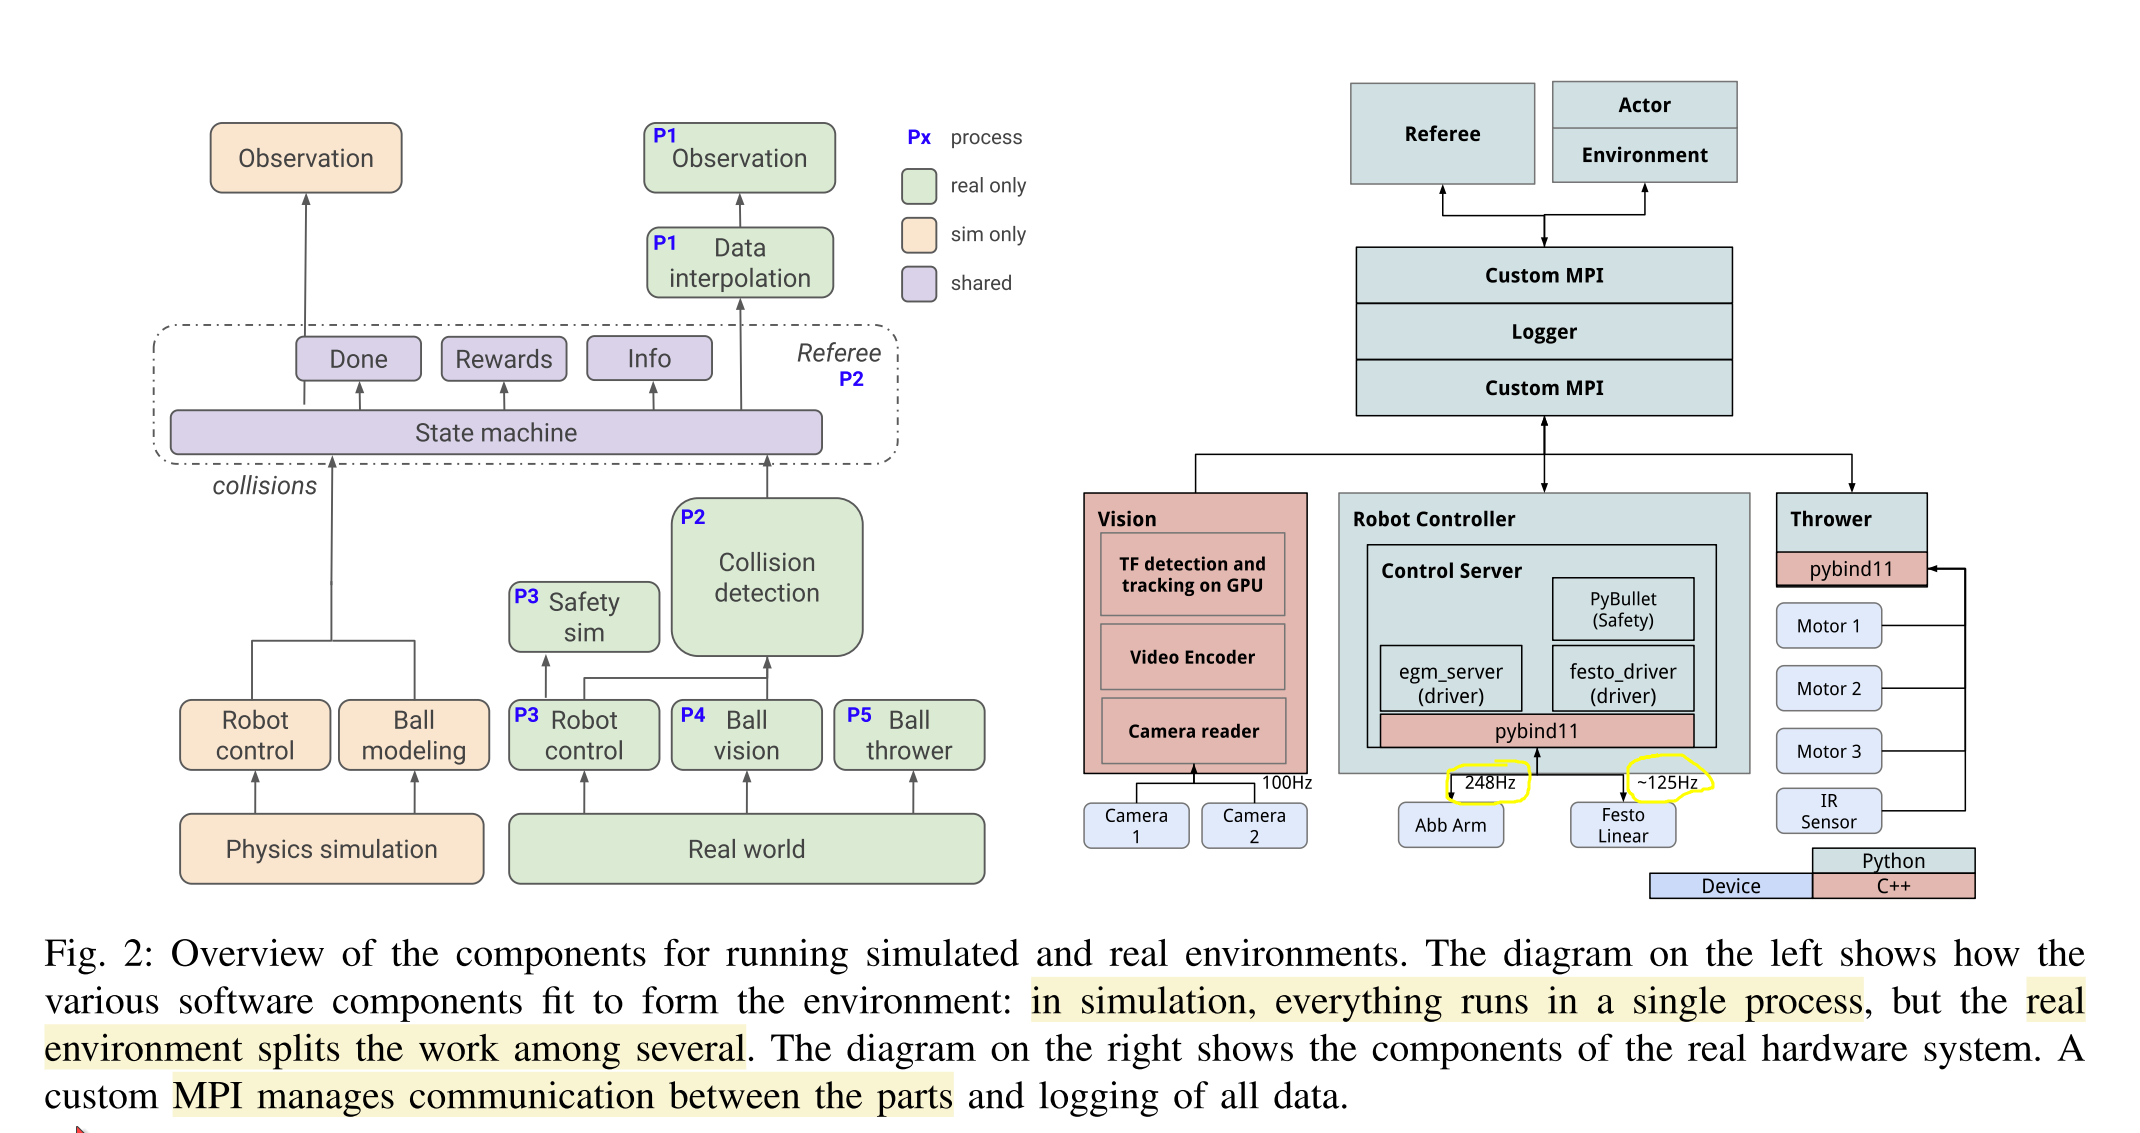 Observation
P1
Observation
P1
Data
interpolation
Px process
real only
sim only
shared
Done
Rewards
Info
Referee
P2
State machine
collisions
P2
Collision
detection
P3
Safety
sim
Robot
control
Ball
modeling
P3
Robot
control
P4
Ball
vision
P5
Ball
thrower
Physics simulation
Real world
Referee
Actor
Environment
Custom MPI
Logger
Custom MPI
Vision
TF detection and
tracking on GPU
Video Encoder
Camera reader
100Hz
Camera
1
Camera
2
Robot Controller
Control Server
PyBullet
(Safety)
egm_server
(driver)
festo_driver
(driver)
pybind11
248Hz
~125Hz
Abb Arm
Festo
Linear
Thrower
pybind11
Motor 1
Motor 2
Motor 3
IR
Sensor
Python
Device
C++
Fig. 2: Overview of the components for running simulated and real environments. The diagram on the left shows how the
various software components fit to form the environment: in simulation, everything runs in a single process, but the real
environment splits the work among several. The diagram on the right shows the components of the real hardware system. A
custom MPI manages communication between the parts and logging of all data.